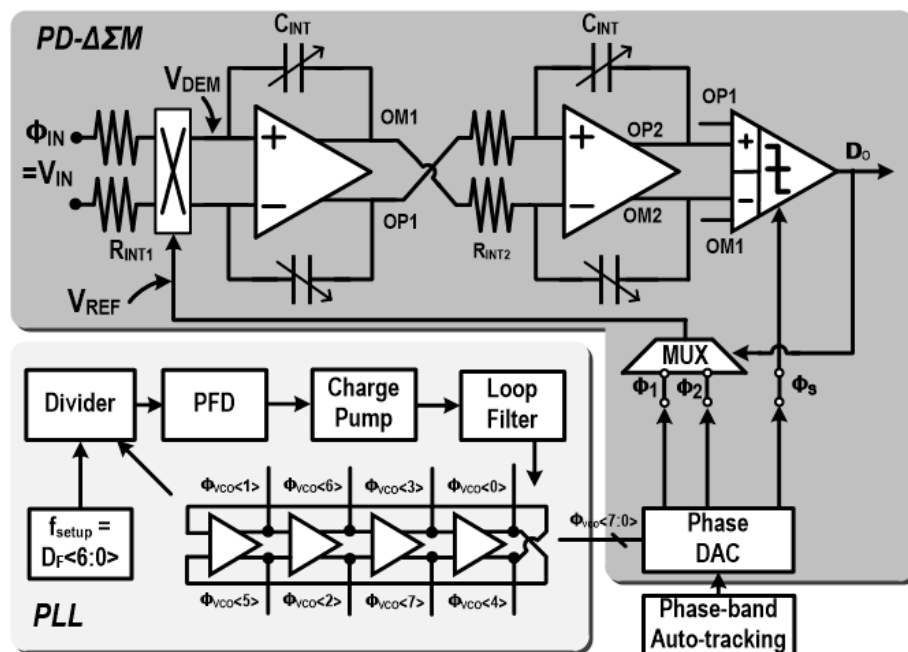 PD-ΔΣM
C_INT
C_INT
V_DEM
Φ_IN
=V_IN
R_INT1
V_REF
+
−
OM1
OP1
R_INT2
+
−
OP2
OM2
OP1
+
−
OM1
D_O
MUX
Φ_1
Φ_2
Φ_s
Divider
PFD
Charge
Pump
Loop
Filter
f_setup =
D_F<6:0>
Φ_VCO<1>
Φ_VCO<6>
Φ_VCO<3>
Φ_VCO<0>
Φ_VCO<5>
Φ_VCO<2>
Φ_VCO<7>
Φ_VCO<4>
Φ_VCO<7:0>
Phase
DAC
PLL
Phase-band
Auto-tracking